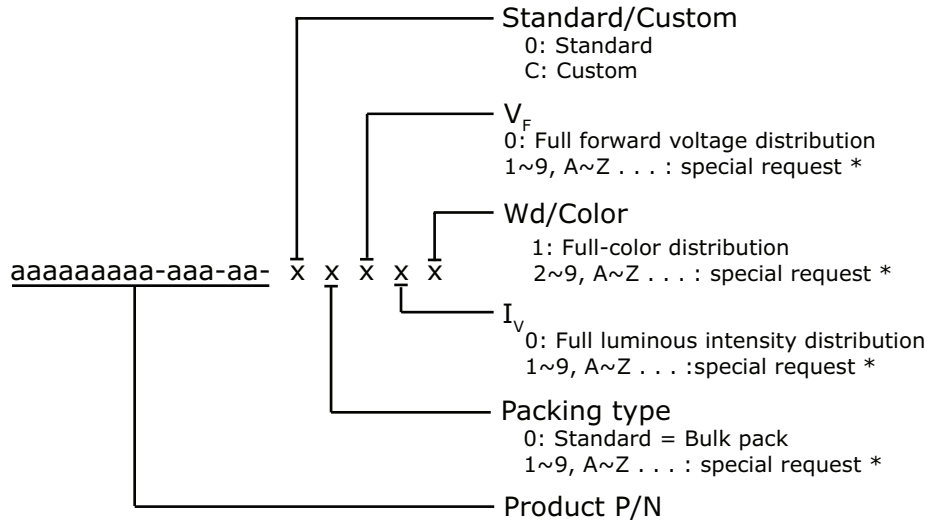 Standard/Custom
0: Standard
C: Custom
VF
0: Full forward voltage distribution
1~9, A~Z . . . : special request *
Wd/Color
1: Full-color distribution
2~9, A~Z . . . : special request *
aaaaaaaaa-aaa-aa- x x x x x
IV
0: Full luminous intensity distribution
1~9, A~Z . . . :special request *
Packing type
0: Standard = Bulk pack
1~9, A~Z . . . : special request *
Product P/N